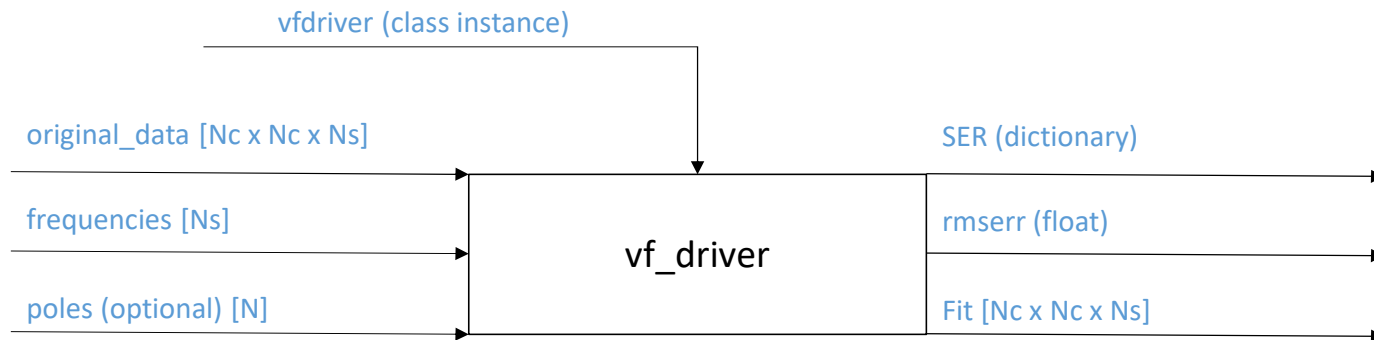 vfdriver (class instance)
original_data [Nc x Nc x Ns]
SER (dictionary)
frequencies [Ns]
rmserr (float)
vf_driver
poles (optional) [N]
Fit [Nc x Nc x Ns]